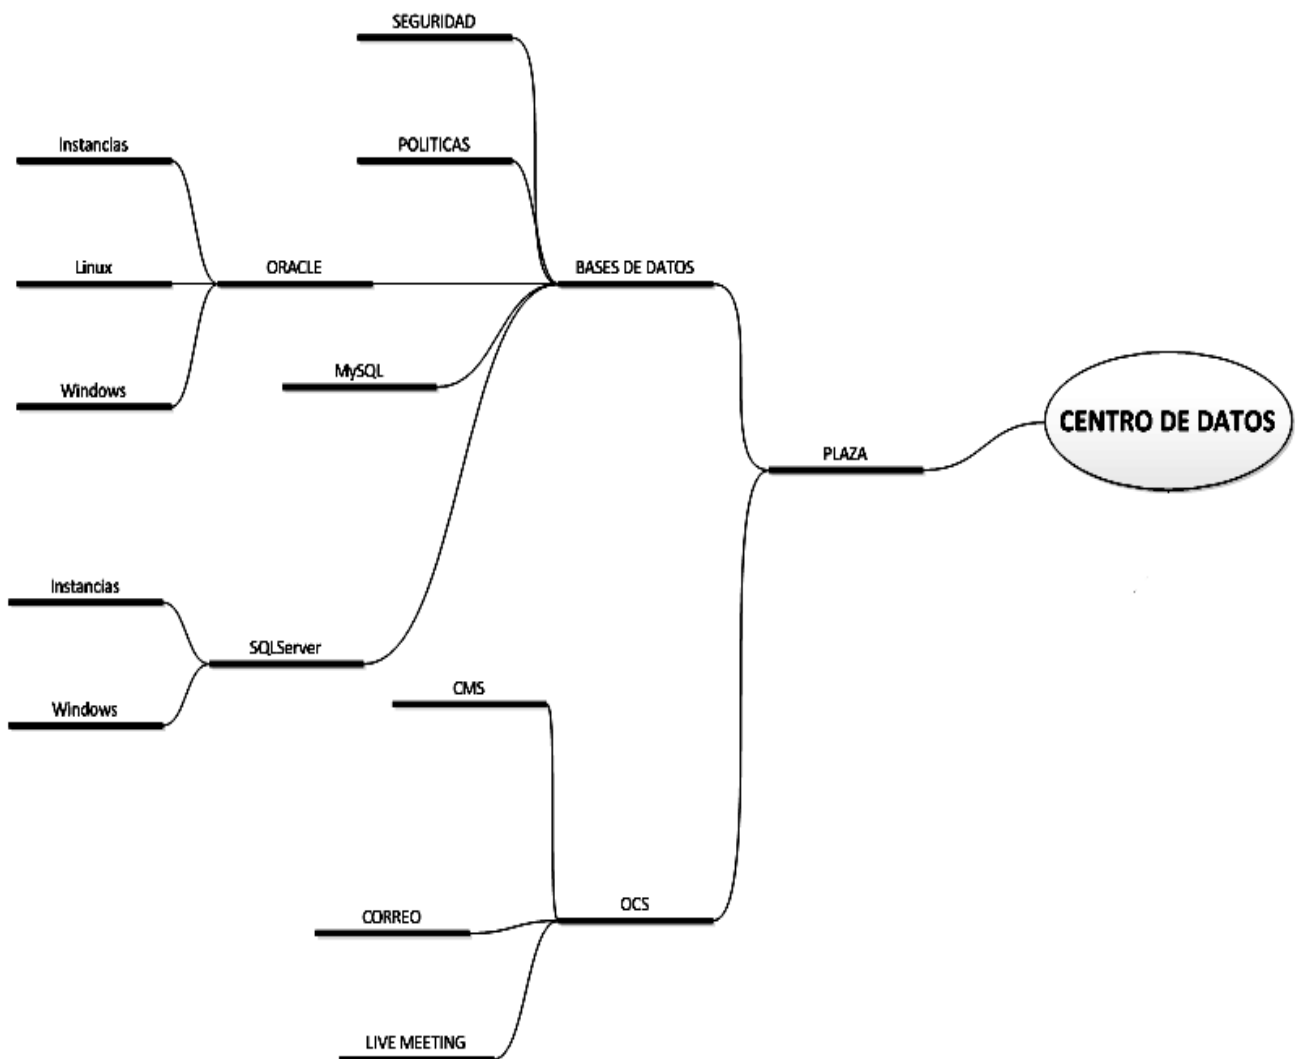 SEGURIDAD
Instancias
POLITICAS
Linux
ORACLE
BASES DE DATOS
MySQL
Windows
CENTRO DE DATOS
PLAZA
Instancias
SQLServer
CMS
Windows
OCS
CORREO
LIVE MEETING